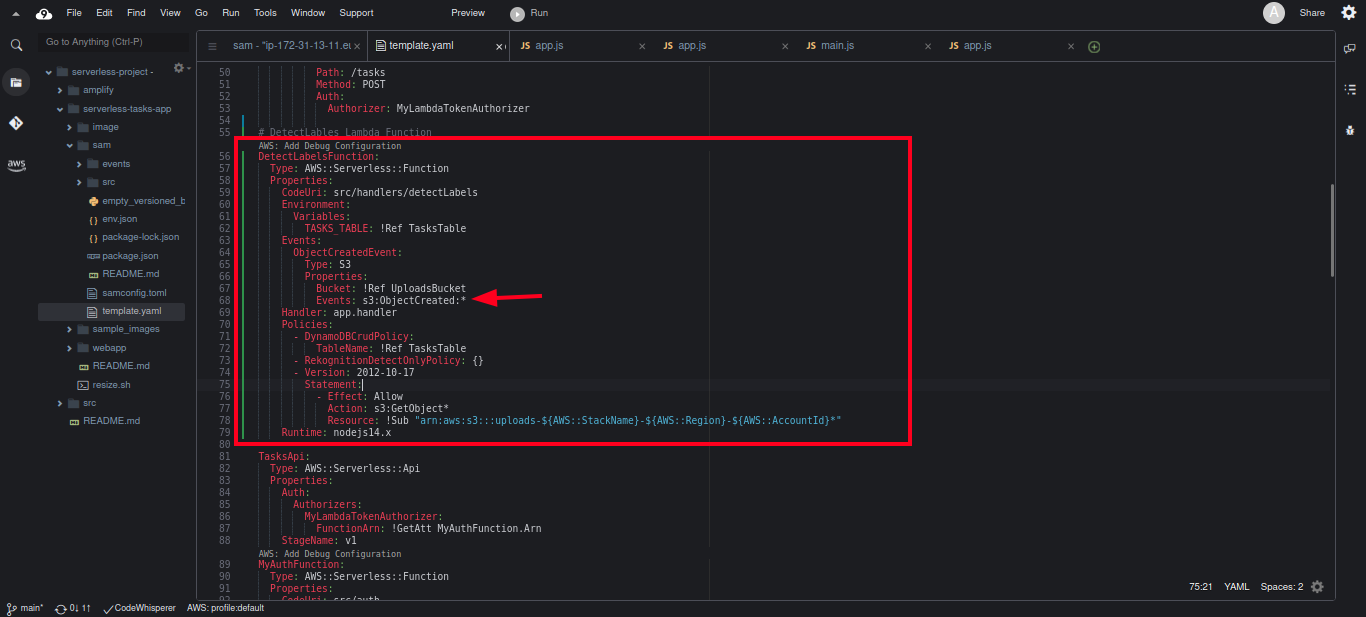 File Edit Find View Go Run Tools Window Support Preview Run A Share
Go to Anything (Ctrl-P)
sam - "ip-172-31-13-11.eu
template.yaml
JS app.js
JS app.js
JS main.js
JS app.js
serverless-project -
amplify
serverless-tasks-app
image
sam
events
src
empty_versioned_b
env.json
package-lock.json
package.json
README.md
samconfig.toml
template.yaml
sample_images
webapp
README.md
resize.sh
src
README.md
aws
50 Path: /tasks
51 Method: POST
52 Auth:
53 Authorizer: MyLambdaTokenAuthorizer
54
55 # DetectLables Lambda Function
AWS: Add Debug Configuration
56 DetectLabelsFunction:
57 Type: AWS::Serverless::Function
58 Properties:
59 CodeUri: src/handlers/detectLabels
60 Environment:
61 Variables:
62 TASKS_TABLE: !Ref TasksTable
63 Events:
64 ObjectCreatedEvent:
65 Type: S3
66 Properties:
67 Bucket: !Ref UploadsBucket
68 Events: s3:ObjectCreated:*
69 Handler: app.handler
70 Policies:
71 - DynamoDBCrudPolicy:
72 TableName: !Ref TasksTable
73 - RekognitionDetectOnlyPolicy: {}
74 - Version: 2012-10-17
75 Statement:
76 - Effect: Allow
77 Action: s3:GetObject*
78 Resource: !Sub "arn:aws:s3:::uploads-${AWS::StackName}-${AWS::Region}-${AWS::AccountId}*"
79 Runtime: nodejs14.x
80
81 TasksApi:
82 Type: AWS::Serverless::Api
83 Properties:
84 Auth:
85 Authorizers:
86 MyLambdaTokenAuthorizer:
87 FunctionArn: !GetAtt MyAuthFunction.Arn
88 StageName: v1
AWS: Add Debug Configuration
89 MyAuthFunction:
90 Type: AWS::Serverless::Function
91 Properties:
92 CodeUri: src/auth
75:21 YAML Spaces: 2
main* 0↓ 1↑ CodeWhisperer AWS: profile:default